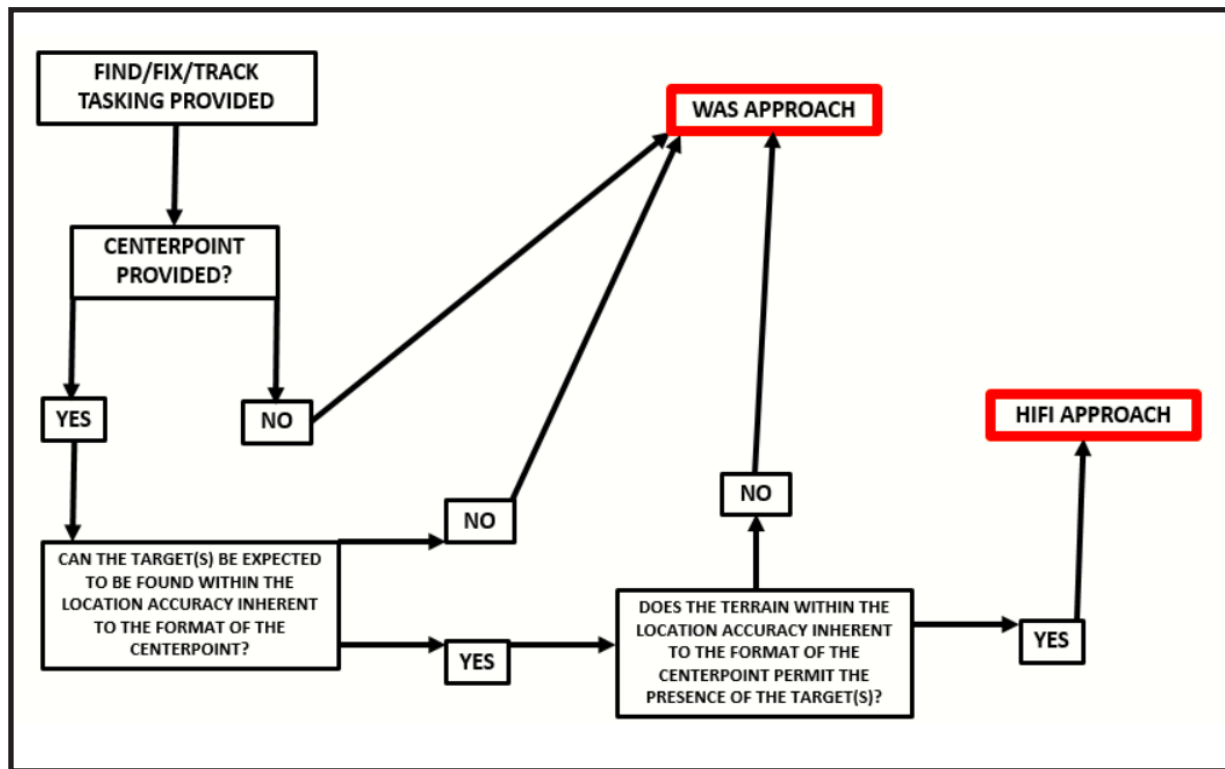 FIND/FIX/TRACK
TASKING PROVIDED
WAS APPROACH
CENTERPOINT
PROVIDED?
YES
NO
HIFI APPROACH
NO
NO
CAN THE TARGET(S) BE EXPECTED
TO BE FOUND WITHIN THE
LOCATION ACCURACY INHERENT
TO THE FORMAT OF THE
CENTERPOINT?
YES
DOES THE TERRAIN WITHIN THE
LOCATION ACCURACY INHERENT
TO THE FORMAT OF THE
CENTERPOINT PERMIT THE
PRESENCE OF THE TARGET(S)?
YES